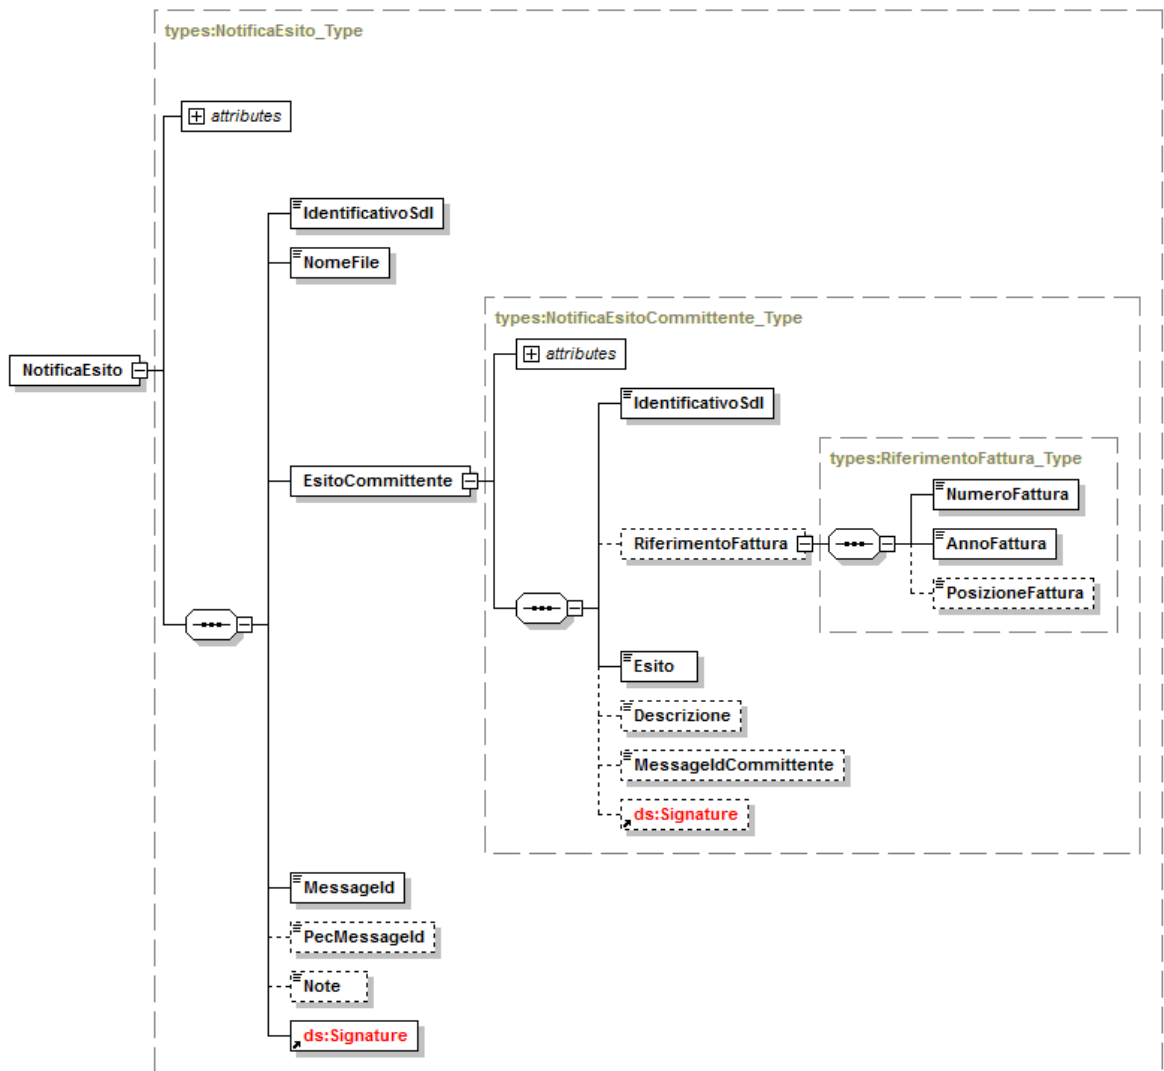 types:NotificaEsito_Type
attributes
IdentificativoSdI
NomeFile
types:NotificaEsitoCommittente_Type
attributes
NotificaEsito
IdentificativoSdI
types:RiferimentoFattura_Type
EsitoCommittente
NumeroFattura
RiferimentoFattura
AnnoFattura
PosizioneFattura
Esito
Descrizione
MessageIdCommittente
ds:Signature
MessageId
PecMessageId
Note
ds:Signature